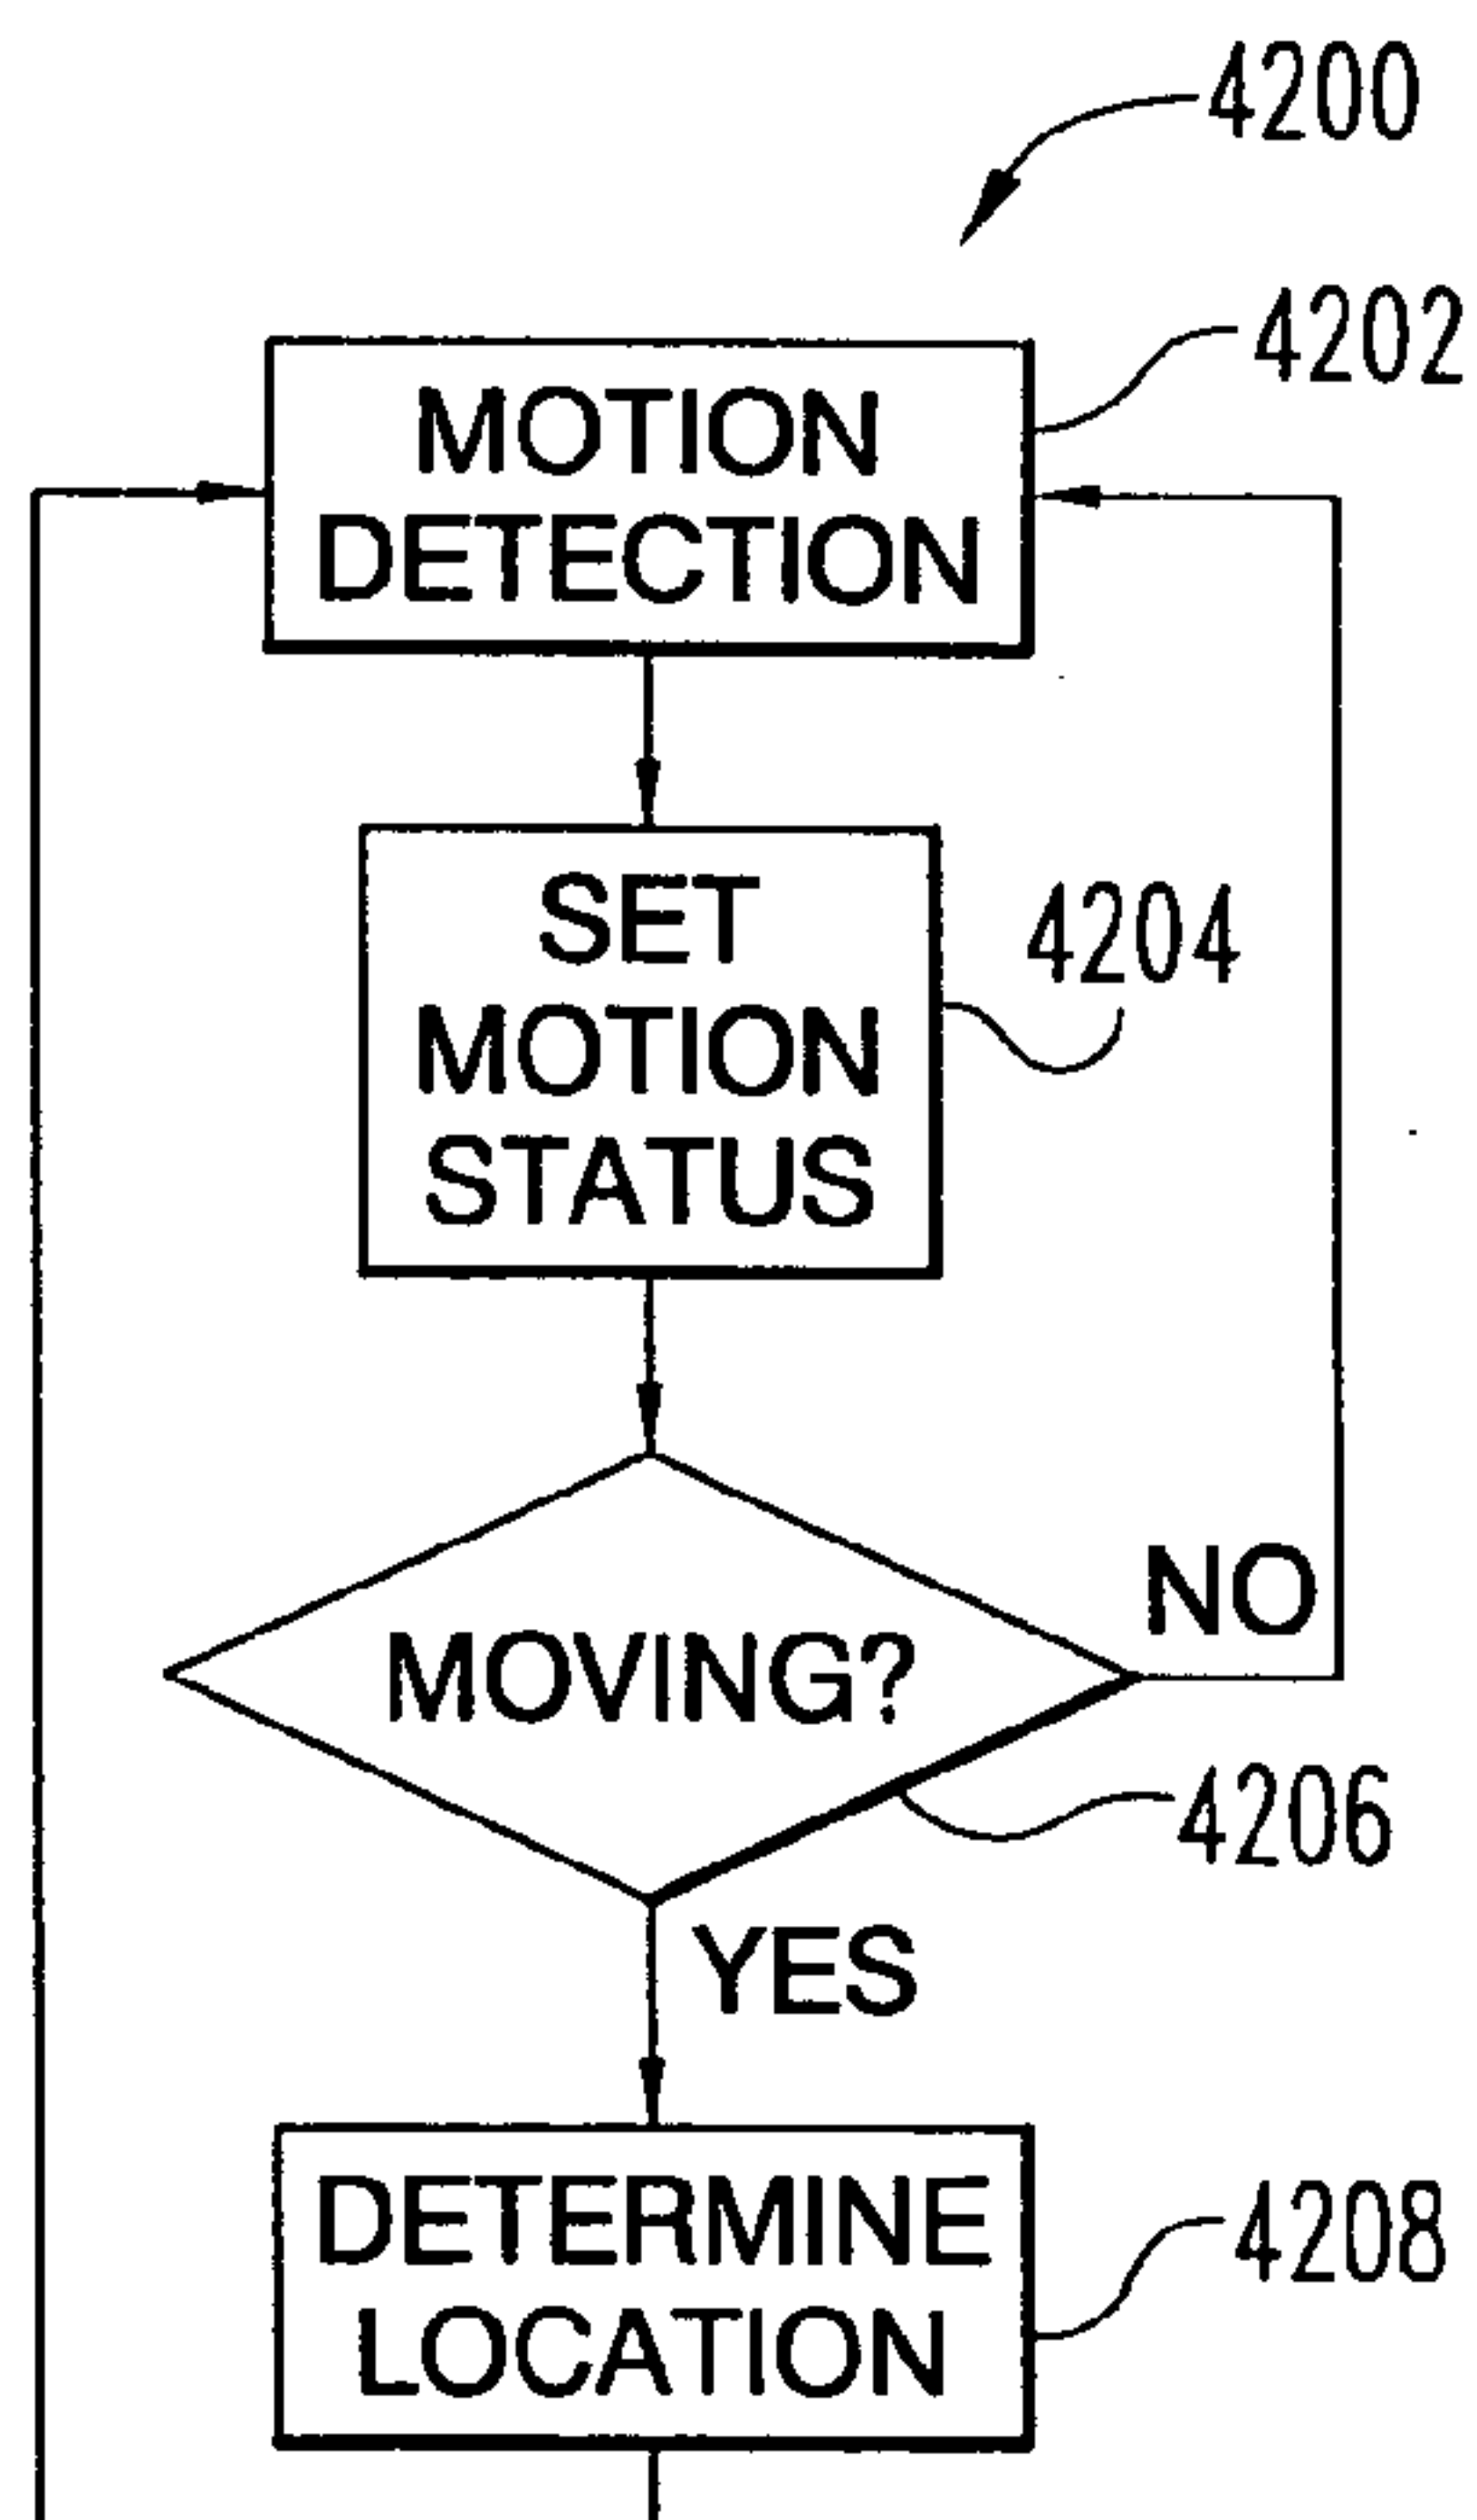 4200
4202
MOTION
DETECTION
SET
MOTION
STATUS
4204
MOVING?
NO
4206
YES
DETERMINE
LOCATION
4208